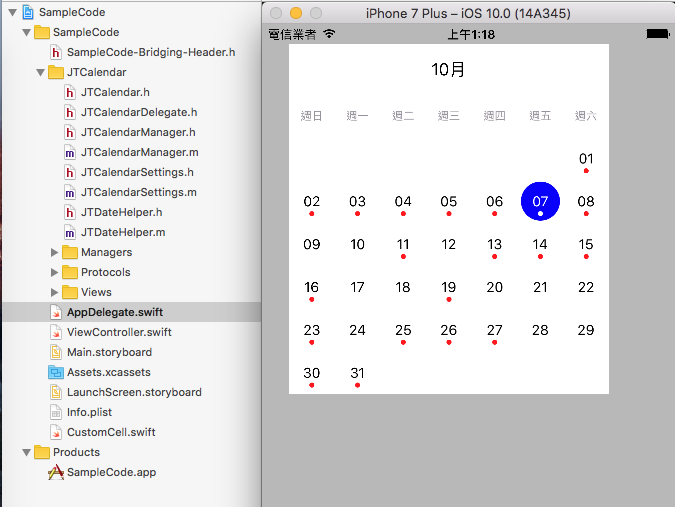 SampleCode
SampleCode
SampleCode-Bridging-Header.h
JTCalendar
JTCalendar.h
JTCalendarDelegate.h
JTCalendarManager.h
JTCalendarManager.m
JTCalendarSettings.h
JTCalendarSettings.m
JTDateHelper.h
JTDateHelper.m
Managers
Protocols
Views
AppDelegate.swift
ViewController.swift
Main.storyboard
Assets.xcassets
LaunchScreen.storyboard
Info.plist
CustomCell.swift
Products
SampleCode.app
iPhone 7 Plus – iOS 10.0 (14A345)
電信業者 上午1:18
10月
週日 週一 週二 週三 週四 週五 週六
01
02 03 04 05 06 07 08
09 10 11 12 13 14 15
16 17 18 19 20 21 22
23 24 25 26 27 28 29
30 31